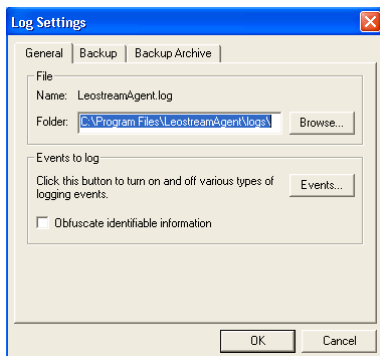 Log Settings
General Backup Backup Archive
File
Name: LeostreamAgent.log
Folder: C:\Program Files\LeostreamAgent\logs\ Browse...
Events to log
Click this button to turn on and off various types of
logging events.
Events...
Obfuscate identifiable information
OK Cancel